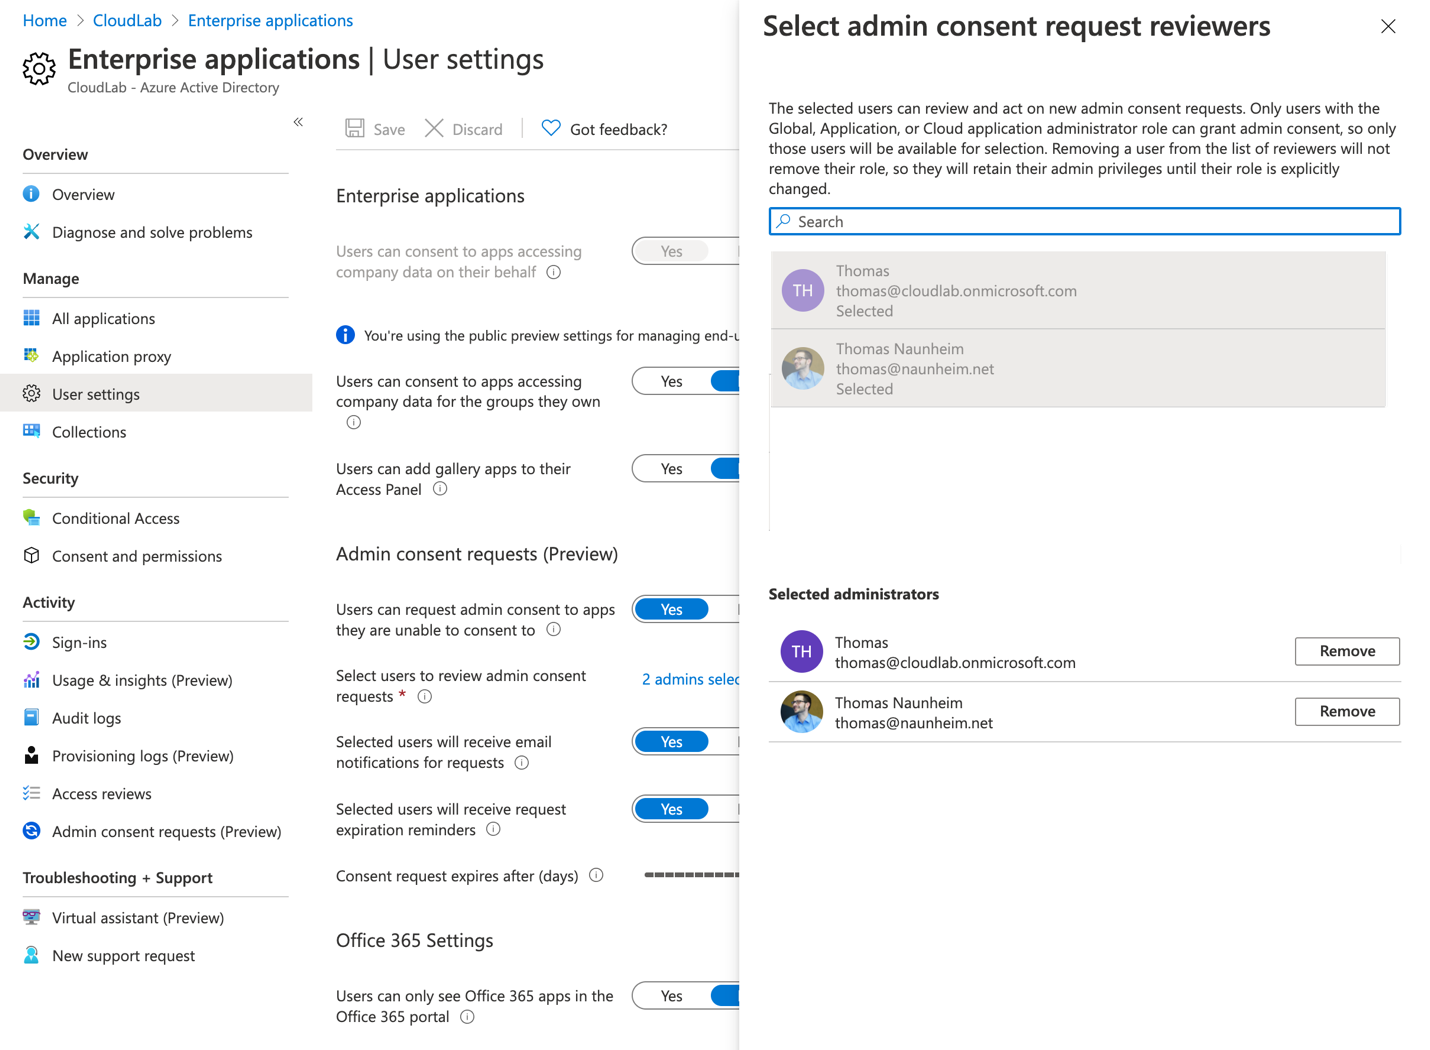 Home > CloudLab > Enterprise applications
Enterprise applications | User settings
CloudLab - Azure Active Directory
«
Overview
Overview
Diagnose and solve problems
Manage
All applications
Application proxy
User settings
Collections
Security
Conditional Access
Consent and permissions
Activity
Sign-ins
Usage & insights (Preview)
Audit logs
Provisioning logs (Preview)
Access reviews
Admin consent requests (Preview)
Troubleshooting + Support
Virtual assistant (Preview)
New support request
Save Discard Got feedback?
Enterprise applications
Users can consent to apps accessing
company data on their behalf
Yes
You're using the public preview settings for managing end-u
Users can consent to apps accessing
company data for the groups they own
Yes
Users can add gallery apps to their
Access Panel
Yes
Admin consent requests (Preview)
Users can request admin consent to apps
they are unable to consent to
Yes
Select users to review admin consent
requests *
2 admins selec
Selected users will receive email
notifications for requests
Yes
Selected users will receive request
expiration reminders
Yes
Consent request expires after (days)
Office 365 Settings
Users can only see Office 365 apps in the
Office 365 portal
Yes
Select admin consent request reviewers
The selected users can review and act on new admin consent requests. Only users with the
Global, Application, or Cloud application administrator role can grant admin consent, so only
those users will be available for selection. Removing a user from the list of reviewers will not
remove their role, so they will retain their admin privileges until their role is explicitly
changed.
Search
TH
Thomas
thomas@cloudlab.onmicrosoft.com
Selected
Thomas Naunheim
thomas@naunheim.net
Selected
Selected administrators
TH
Thomas
thomas@cloudlab.onmicrosoft.com
Remove
Thomas Naunheim
thomas@naunheim.net
Remove